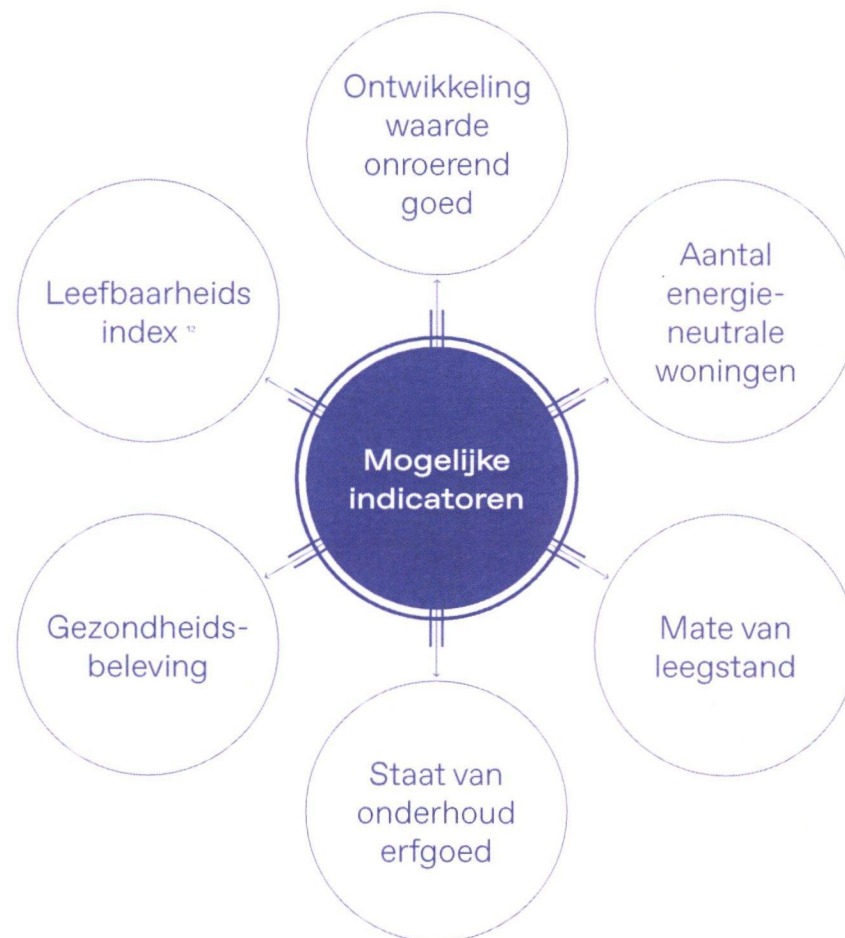 Ontwikkeling
waarde
onroerend
goed
Aantal
energie-
neutrale
woningen
Leefbaarheids
index 12
Mogelijke
indicatoren
Gezondheids-
beleving
Mate van
leegstand
Staat van
onderhoud
erfgoed